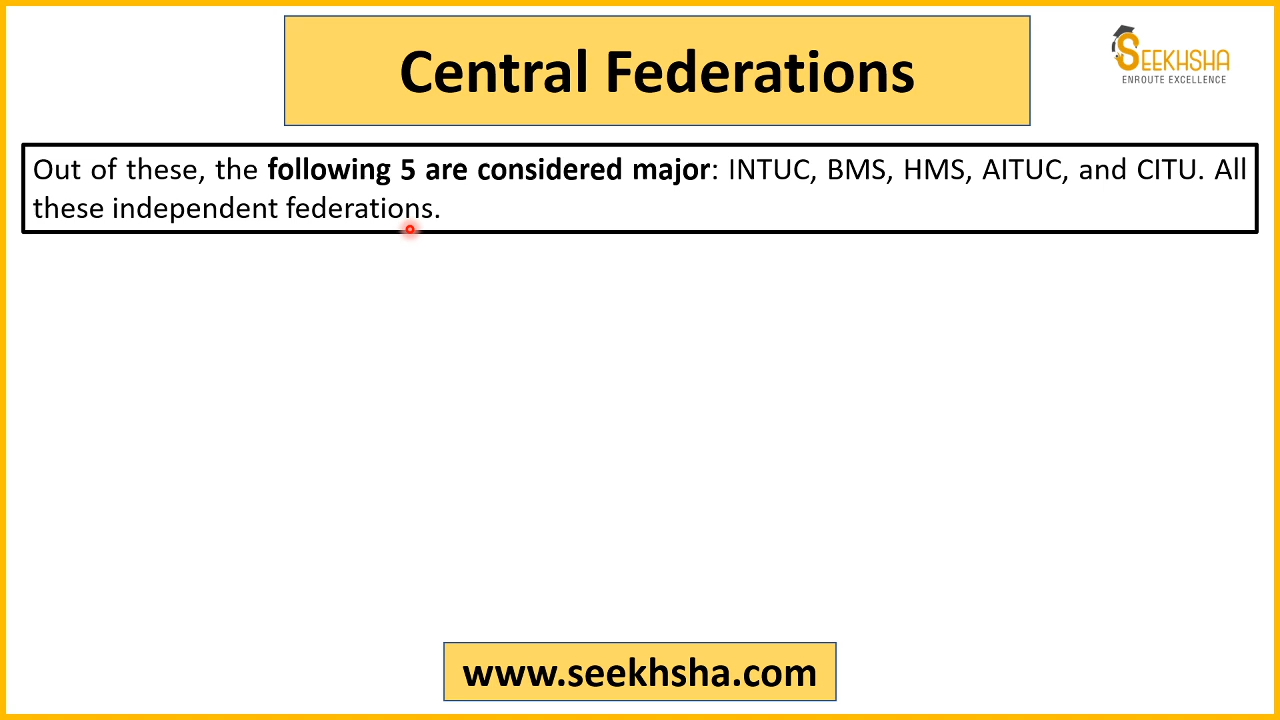 Central Federations
SEEKHSHA
ENROUTE EXCELLENCE
Out of these, the following 5 are considered major: INTUC, BMS, HMS, AITUC, and CITU. All
these independent federations.
www.seekhsha.com